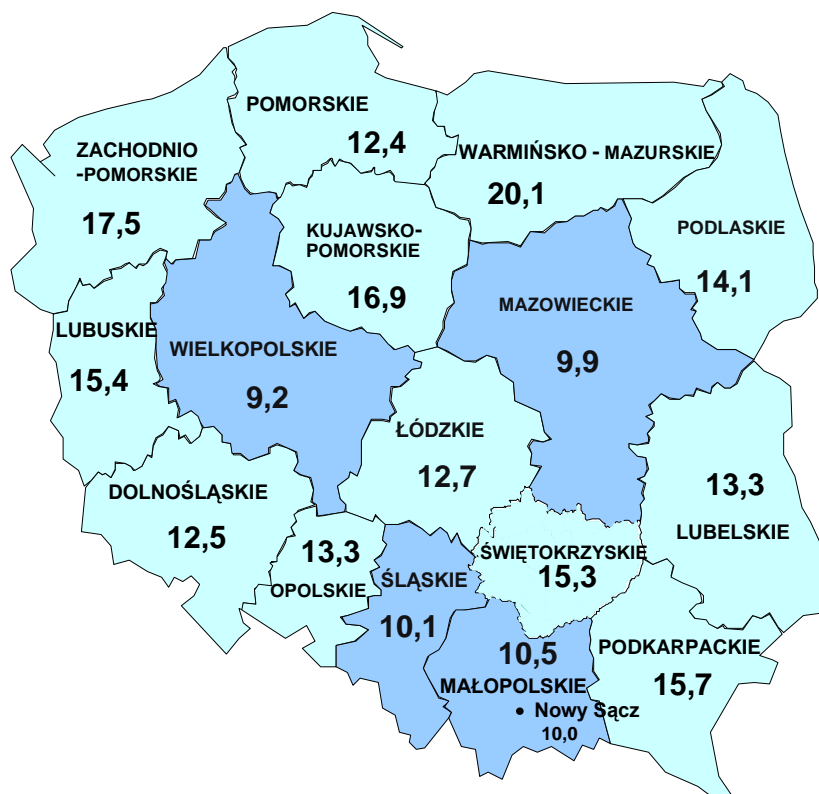 POMORSKIE
12,4
ZACHODNIO
-POMORSKIE
17,5
WARMIŃSKO - MAZURSKIE
20,1
KUJAWSKO-
POMORSKIE
16,9
PODLASKIE
14,1
MAZOWIECKIE
9,9
LUBUSKIE
15,4
WIELKOPOLSKIE
9,2
ŁÓDZKIE
12,7
DOLNOŚLĄSKIE
12,5
13,3
LUBELSKIE
13,3
OPOLSKIE
ŚLĄSKIE
10,1
ŚWIĘTOKRZYSKIE
15,3
10,5
MAŁOPOLSKIE
• Nowy Sącz
10,0
PODKARPACKIE
15,7